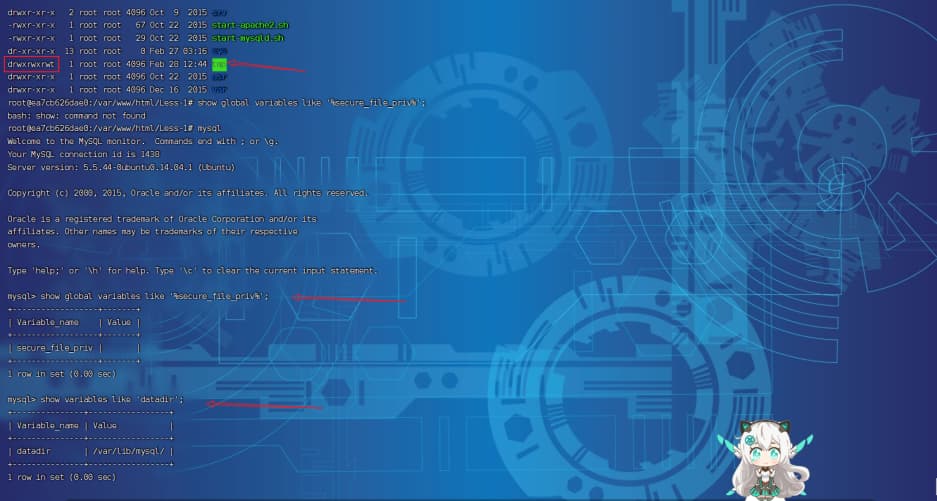 drwxr-xr-x   2 root root 4096 Oct  9  2015 srv
-rwxr-xr-x   1 root root   67 Oct 22  2015 start-apache2.sh
-rwxr-xr-x   1 root root   29 Oct 22  2015 start-mysqld.sh
dr-xr-xr-x  13 root root    0 Feb 27 03:16 sys
drwxrwxrwt   1 root root 4096 Feb 28 12:44 tmp
drwxr-xr-x   1 root root 4096 Oct 22  2015 usr
drwxr-xr-x   1 root root 4096 Dec 16  2015 var
root@ea7cb626dae0:/var/www/html/Less-1# show global variables like '%secure_file_priv%';
bash: show: command not found
root@ea7cb626dae0:/var/www/html/Less-1# mysql
Welcome to the MySQL monitor.  Commands end with ; or \g.
Your MySQL connection id is 1438
Server version: 5.5.44-0ubuntu0.14.04.1 (Ubuntu)
Copyright (c) 2000, 2015, Oracle and/or its affiliates. All rights reserved.
Oracle is a registered trademark of Oracle Corporation and/or its
affiliates. Other names may be trademarks of their respective
owners.
Type 'help;' or '\h' for help. Type '\c' to clear the current input statement.
mysql> show global variables like '%secure_file_priv%';
+------------------+-------+
| Variable_name    | Value |
+------------------+-------+
| secure_file_priv |       |
+------------------+-------+
1 row in set (0.00 sec)
mysql> show variables like 'datadir';
+---------------+-----------------+
| Variable_name | Value           |
+---------------+-----------------+
| datadir       | /var/lib/mysql/ |
+---------------+-----------------+
1 row in set (0.00 sec)